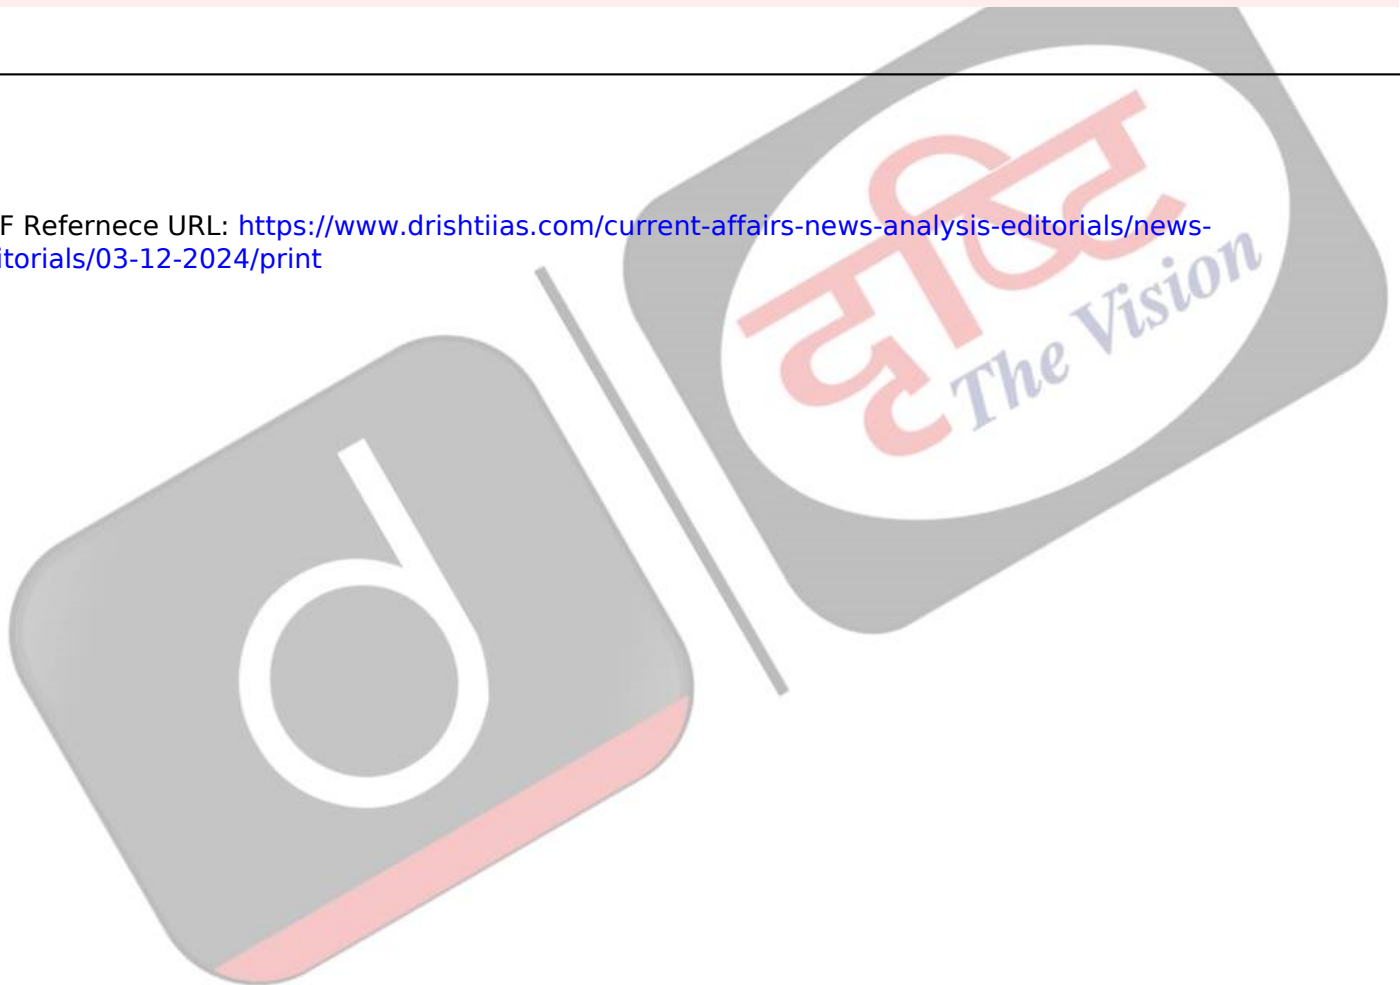 F Refernece URL: https://www.drishtiias.com/current-affairs-news-analysis-editorials/news-
itorials/03-12-2024/print
दृष्टि
The Vision
d